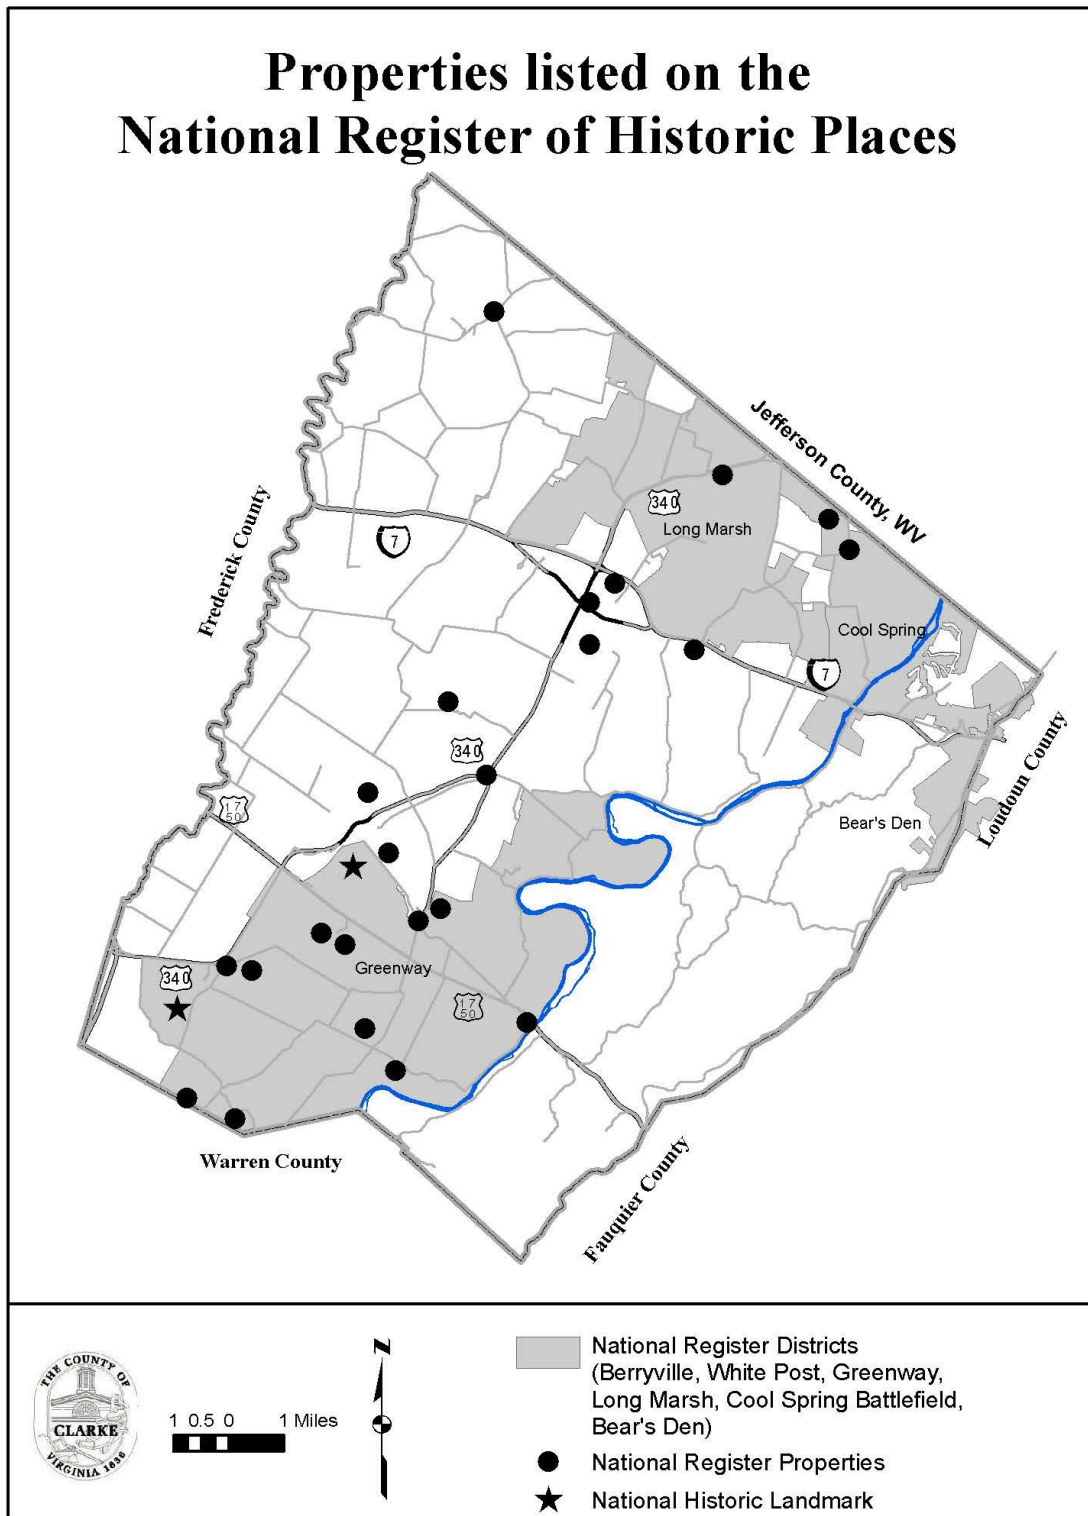 Properties listed on the
National Register of Historic Places
Jefferson County, WV
340
Long Marsh
7
Frederick County
Cool Spring
7
340
17
50
Bear's Den
Loudoun County
Greenway
340
17
50
Warren County
Fauquier County
THE COUNTY OF
CLARKE
VIRGINIA 1836
1 0.5 0 1 Miles
N
National Register Districts
(Berryville, White Post, Greenway,
Long Marsh, Cool Spring Battlefield,
Bear's Den)
National Register Properties
National Historic Landmark